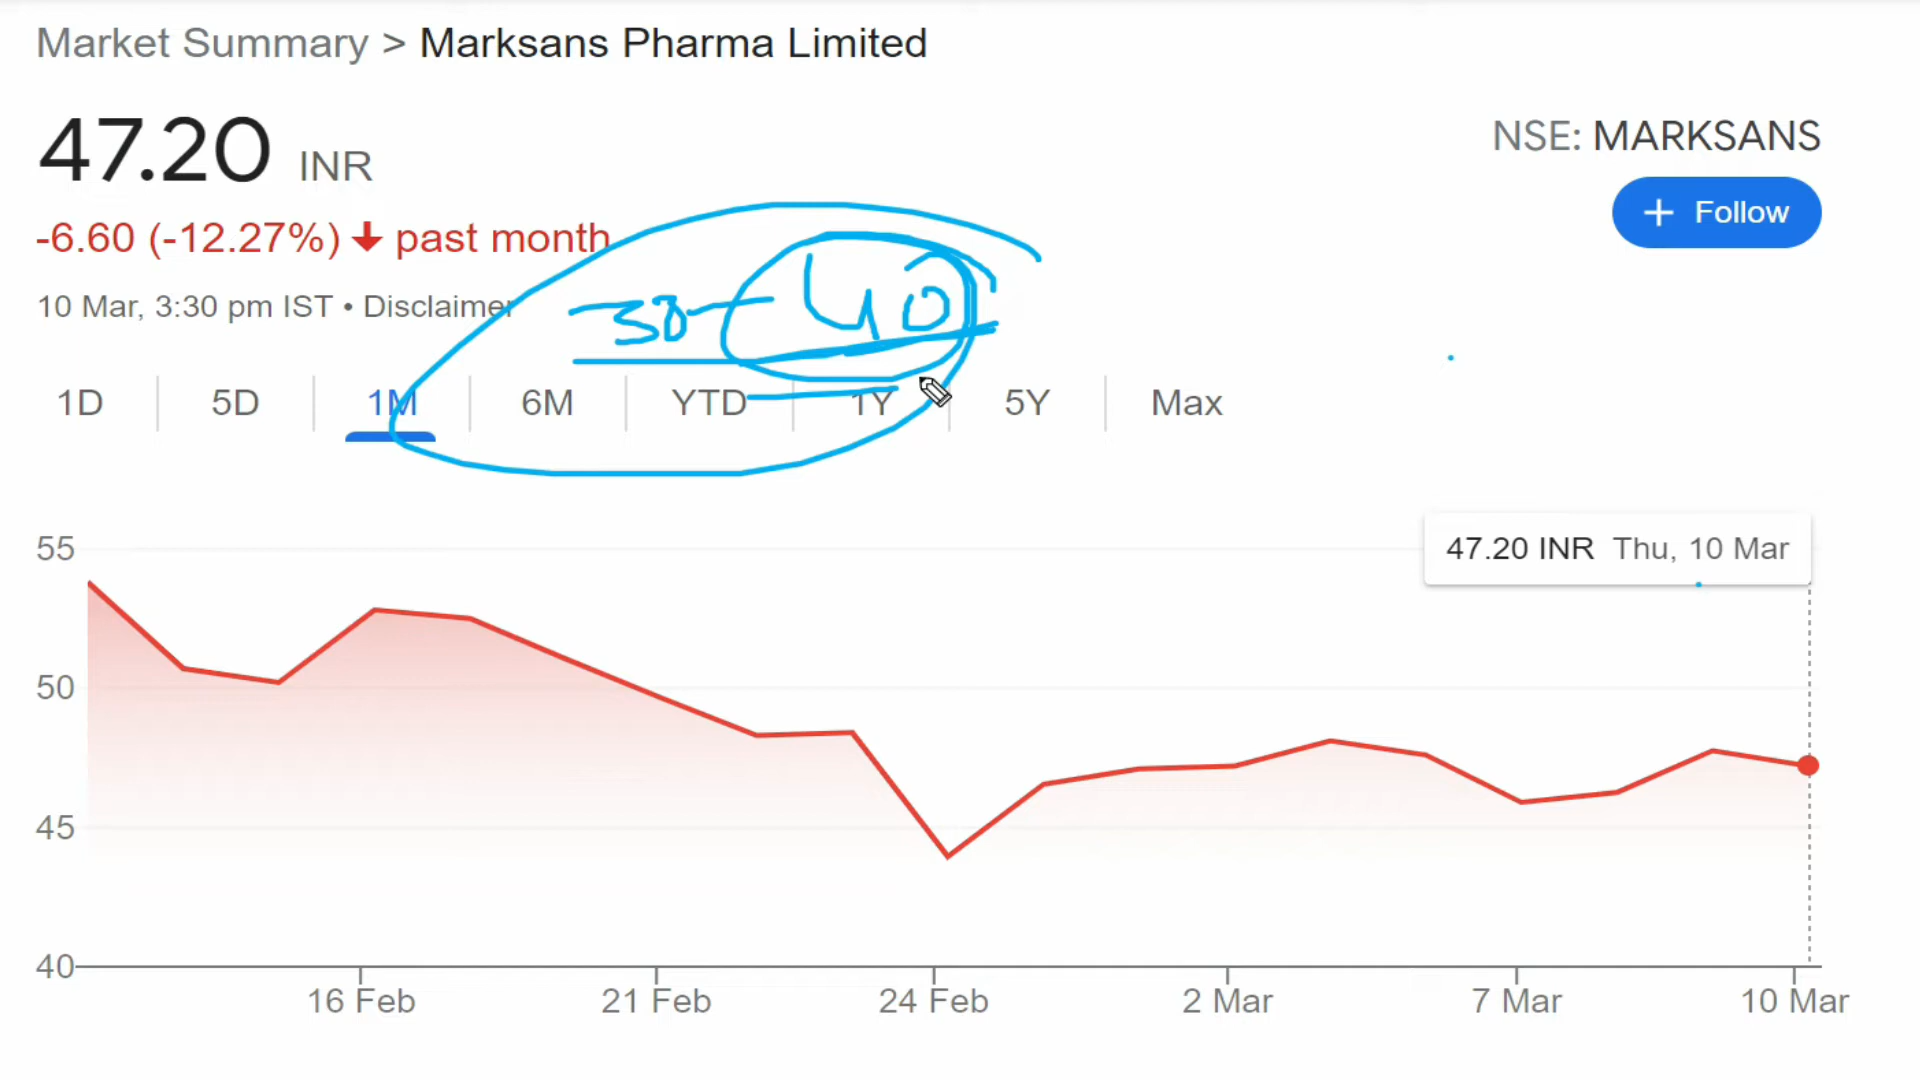 Market Summary > Marksans Pharma Limited
47.20 INR
NSE: MARKSANS
+ Follow
-6.60 (-12.27%) past month
10 Mar, 3:30 pm IST • Disclaimer
38 - 40
1D 5D 1M 6M YTD 1Y 5Y Max
47.20 INR Thu, 10 Mar
55
50
45
40
16 Feb 21 Feb 24 Feb 2 Mar 7 Mar 10 Mar